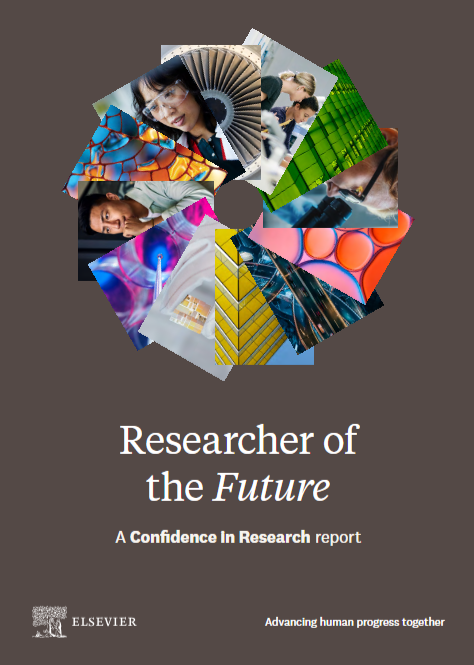 Researcher of
the Future
A Confidence in Research report
ELSEVIER
Advancing human progress together